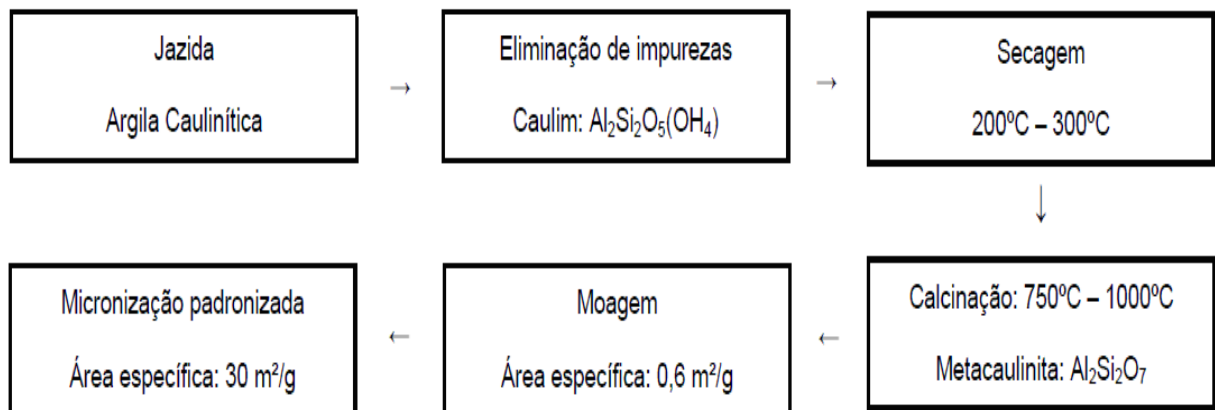 Jazida
Argila Caulinítica
→
Eliminação de impurezas
Caulim: Al₂Si₂O₅(OH₄)
→
Secagem
200ºC – 300ºC
↓
Calcinação: 750ºC – 1000ºC
Metacaulinita: Al₂Si₂O₇
←
Moagem
Área específica: 0,6 m²/g
←
Micronização padronizada
Área específica: 30 m²/g